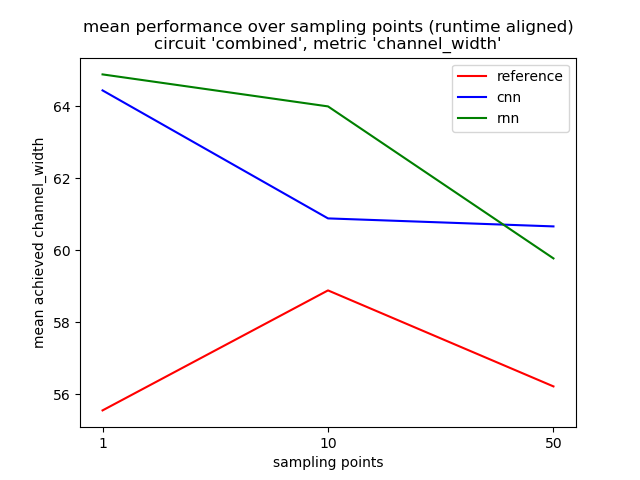 mean performance over sampling points (runtime aligned)
circuit 'combined', metric 'channel_width'
reference
cnn
rnn
64
62
60
58
56
mean achieved channel_width
1
10
50
sampling points